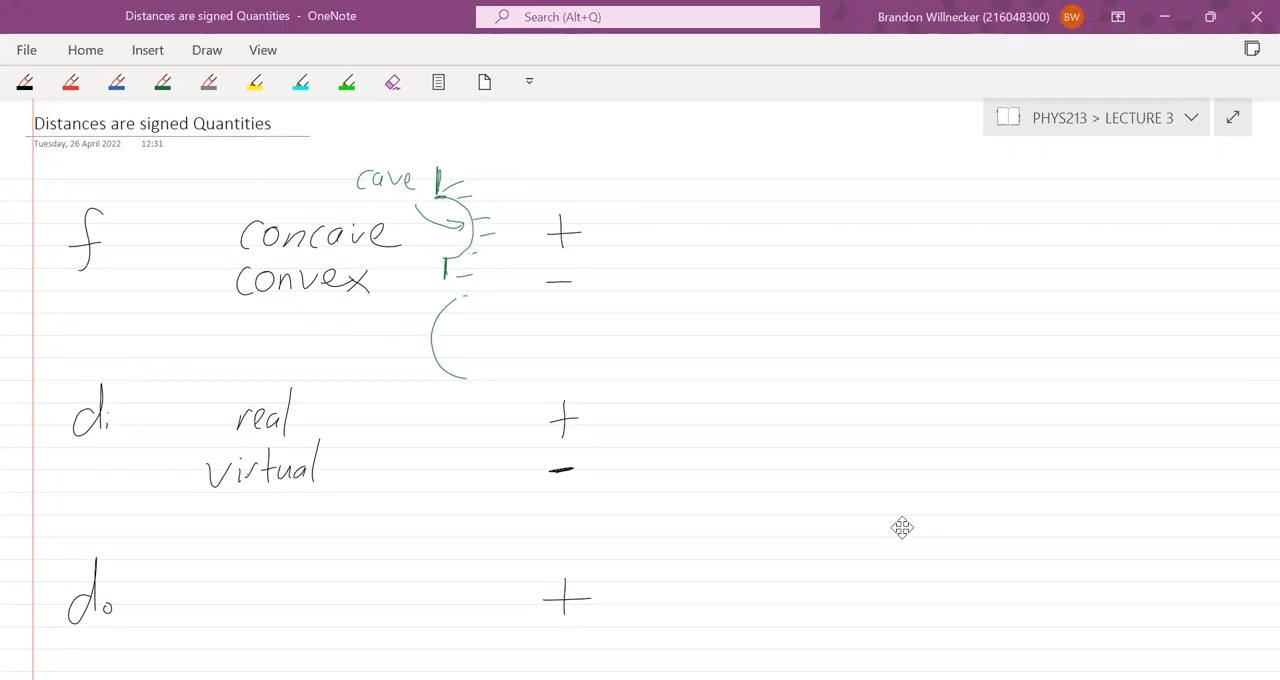 Distances are signed Quantities - OneNote
Search (Alt+Q)
Brandon Willnecker (216048300)
BW
File Home Insert Draw View
PHYS213 > LECTURE 3
Distances are signed Quantities
Tuesday, 26 April 2022 12:31
cave
f concave +
convex −
di real +
virtual −
do +